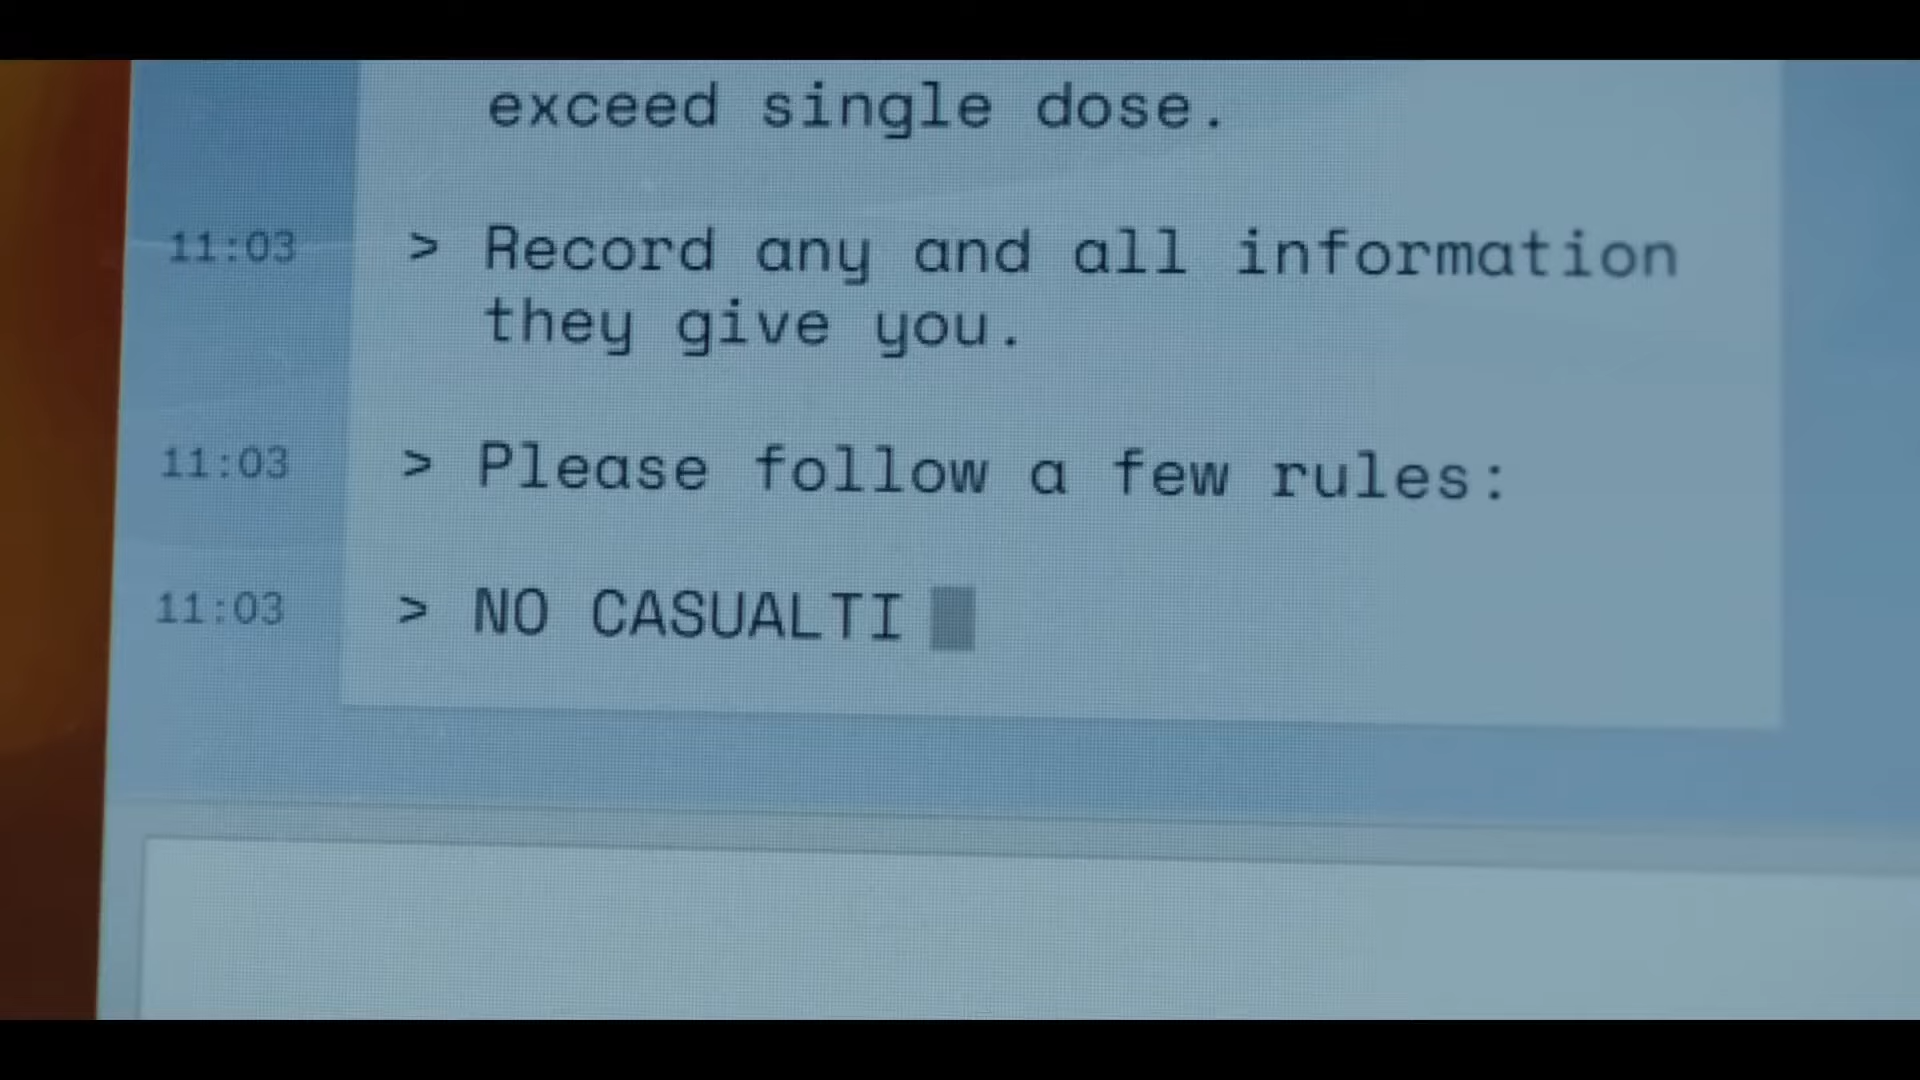 exceed single dose.
11:03 > Record any and all information
they give you.
11:03 > Please follow a few rules:
11:03 > NO CASUALTI